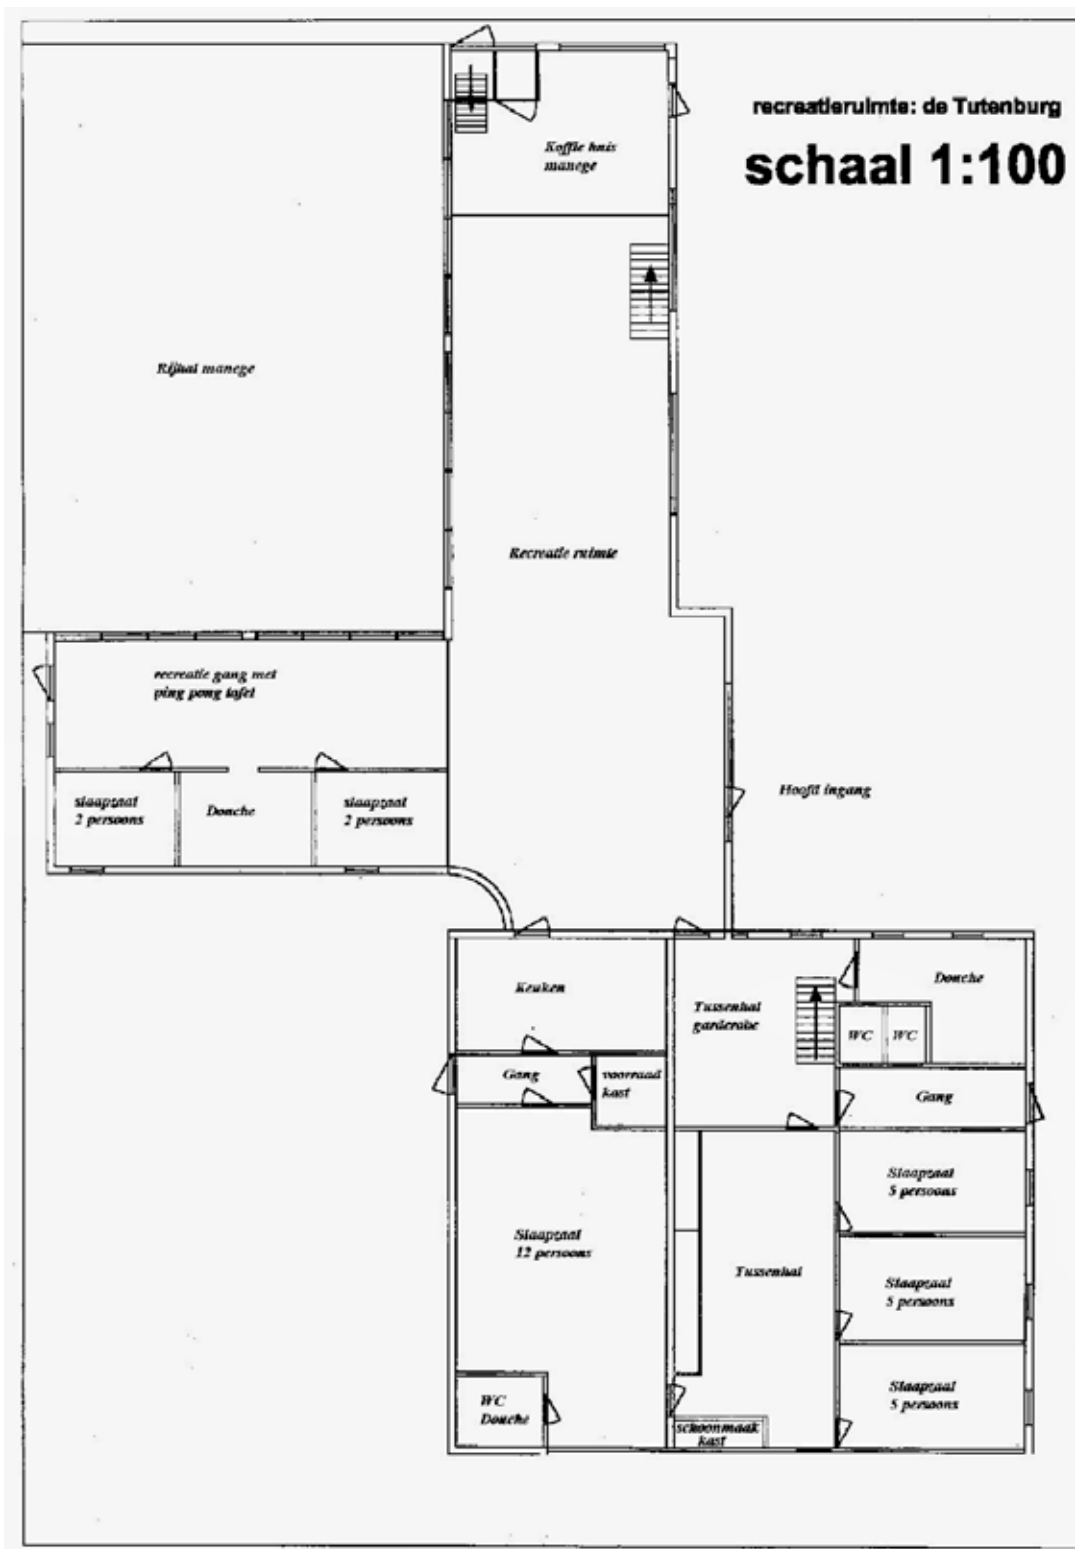 recreatieruimte: de Tutenburg
schaal 1:100
Koffie huis
manege
Rijhal manege
Recreatie ruimte
recreatie gang met
ping pong tafel
slaapzaal
2 persoons
Douche
slaapzaal
2 persoons
Hoofd ingang
Keuken
Tussenhal
garderobe
Douche
WC
WC
Gang
voorraad
kast
Gang
Slaapzaal
5 persoons
Slaapzaal
12 persoons
Tussenhal
Slaapzaal
5 persoons
Slaapzaal
5 persoons
WC
Douche
schoonmaak
kast